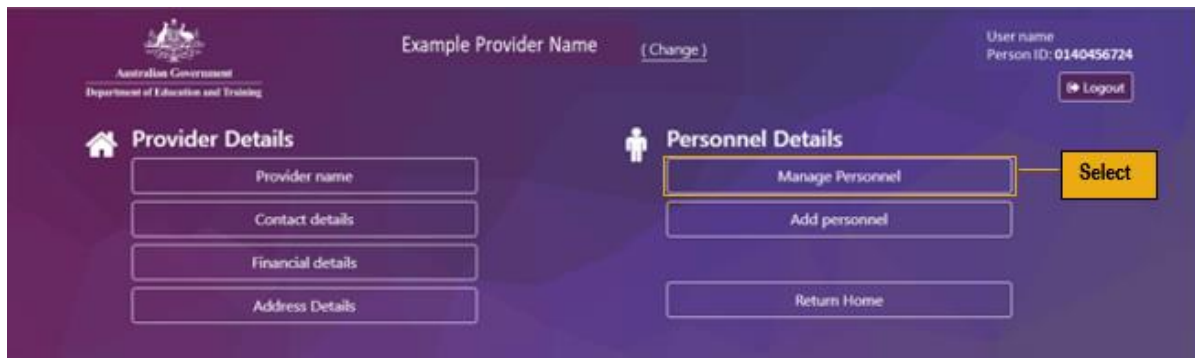 Australian Government
Department of Education and Training
Example Provider Name (Change)
User name
Person ID: 0140456724
Logout
Provider Details
Provider name
Contact details
Financial details
Address Details
Personnel Details
Manage Personnel
Select
Add personnel
Return Home